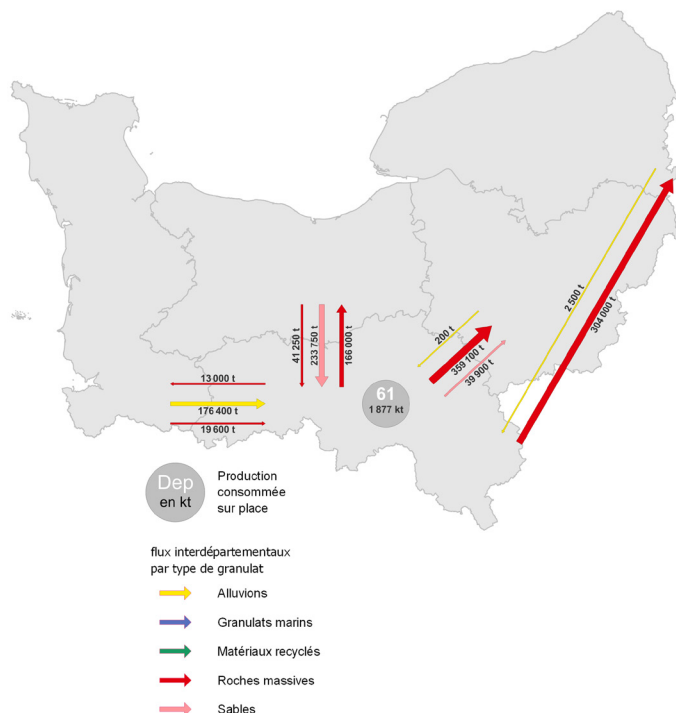 2 500 t
304 000 t
200 t
359 100 t
39 900 t
41 250 t
233 750 t
166 000 t
13 000 t
176 400 t
19 600 t
61
1 877 kt
Dep
en kt
Production
consommée
sur place
flux interdépartementaux
par type de granulat
Alluvions
Granulats marins
Matériaux recyclés
Roches massives
Sables